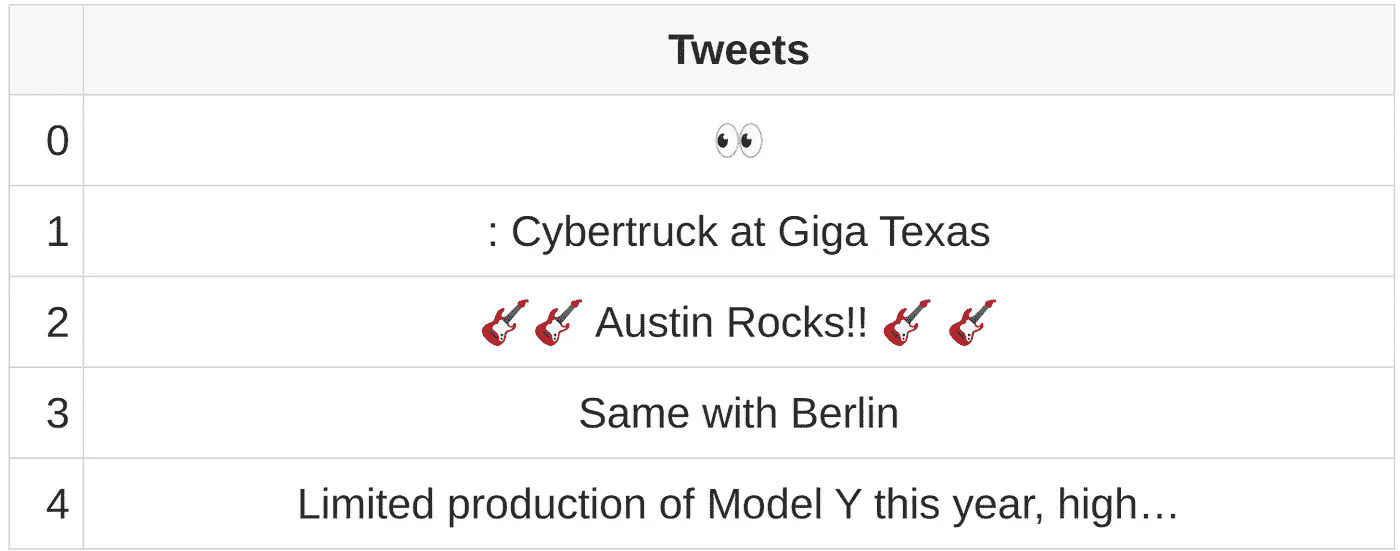 Tweets
0 👀
1 : Cybertruck at Giga Texas
2 🎸🎸 Austin Rocks!! 🎸 🎸
3 Same with Berlin
4 Limited production of Model Y this year, high…